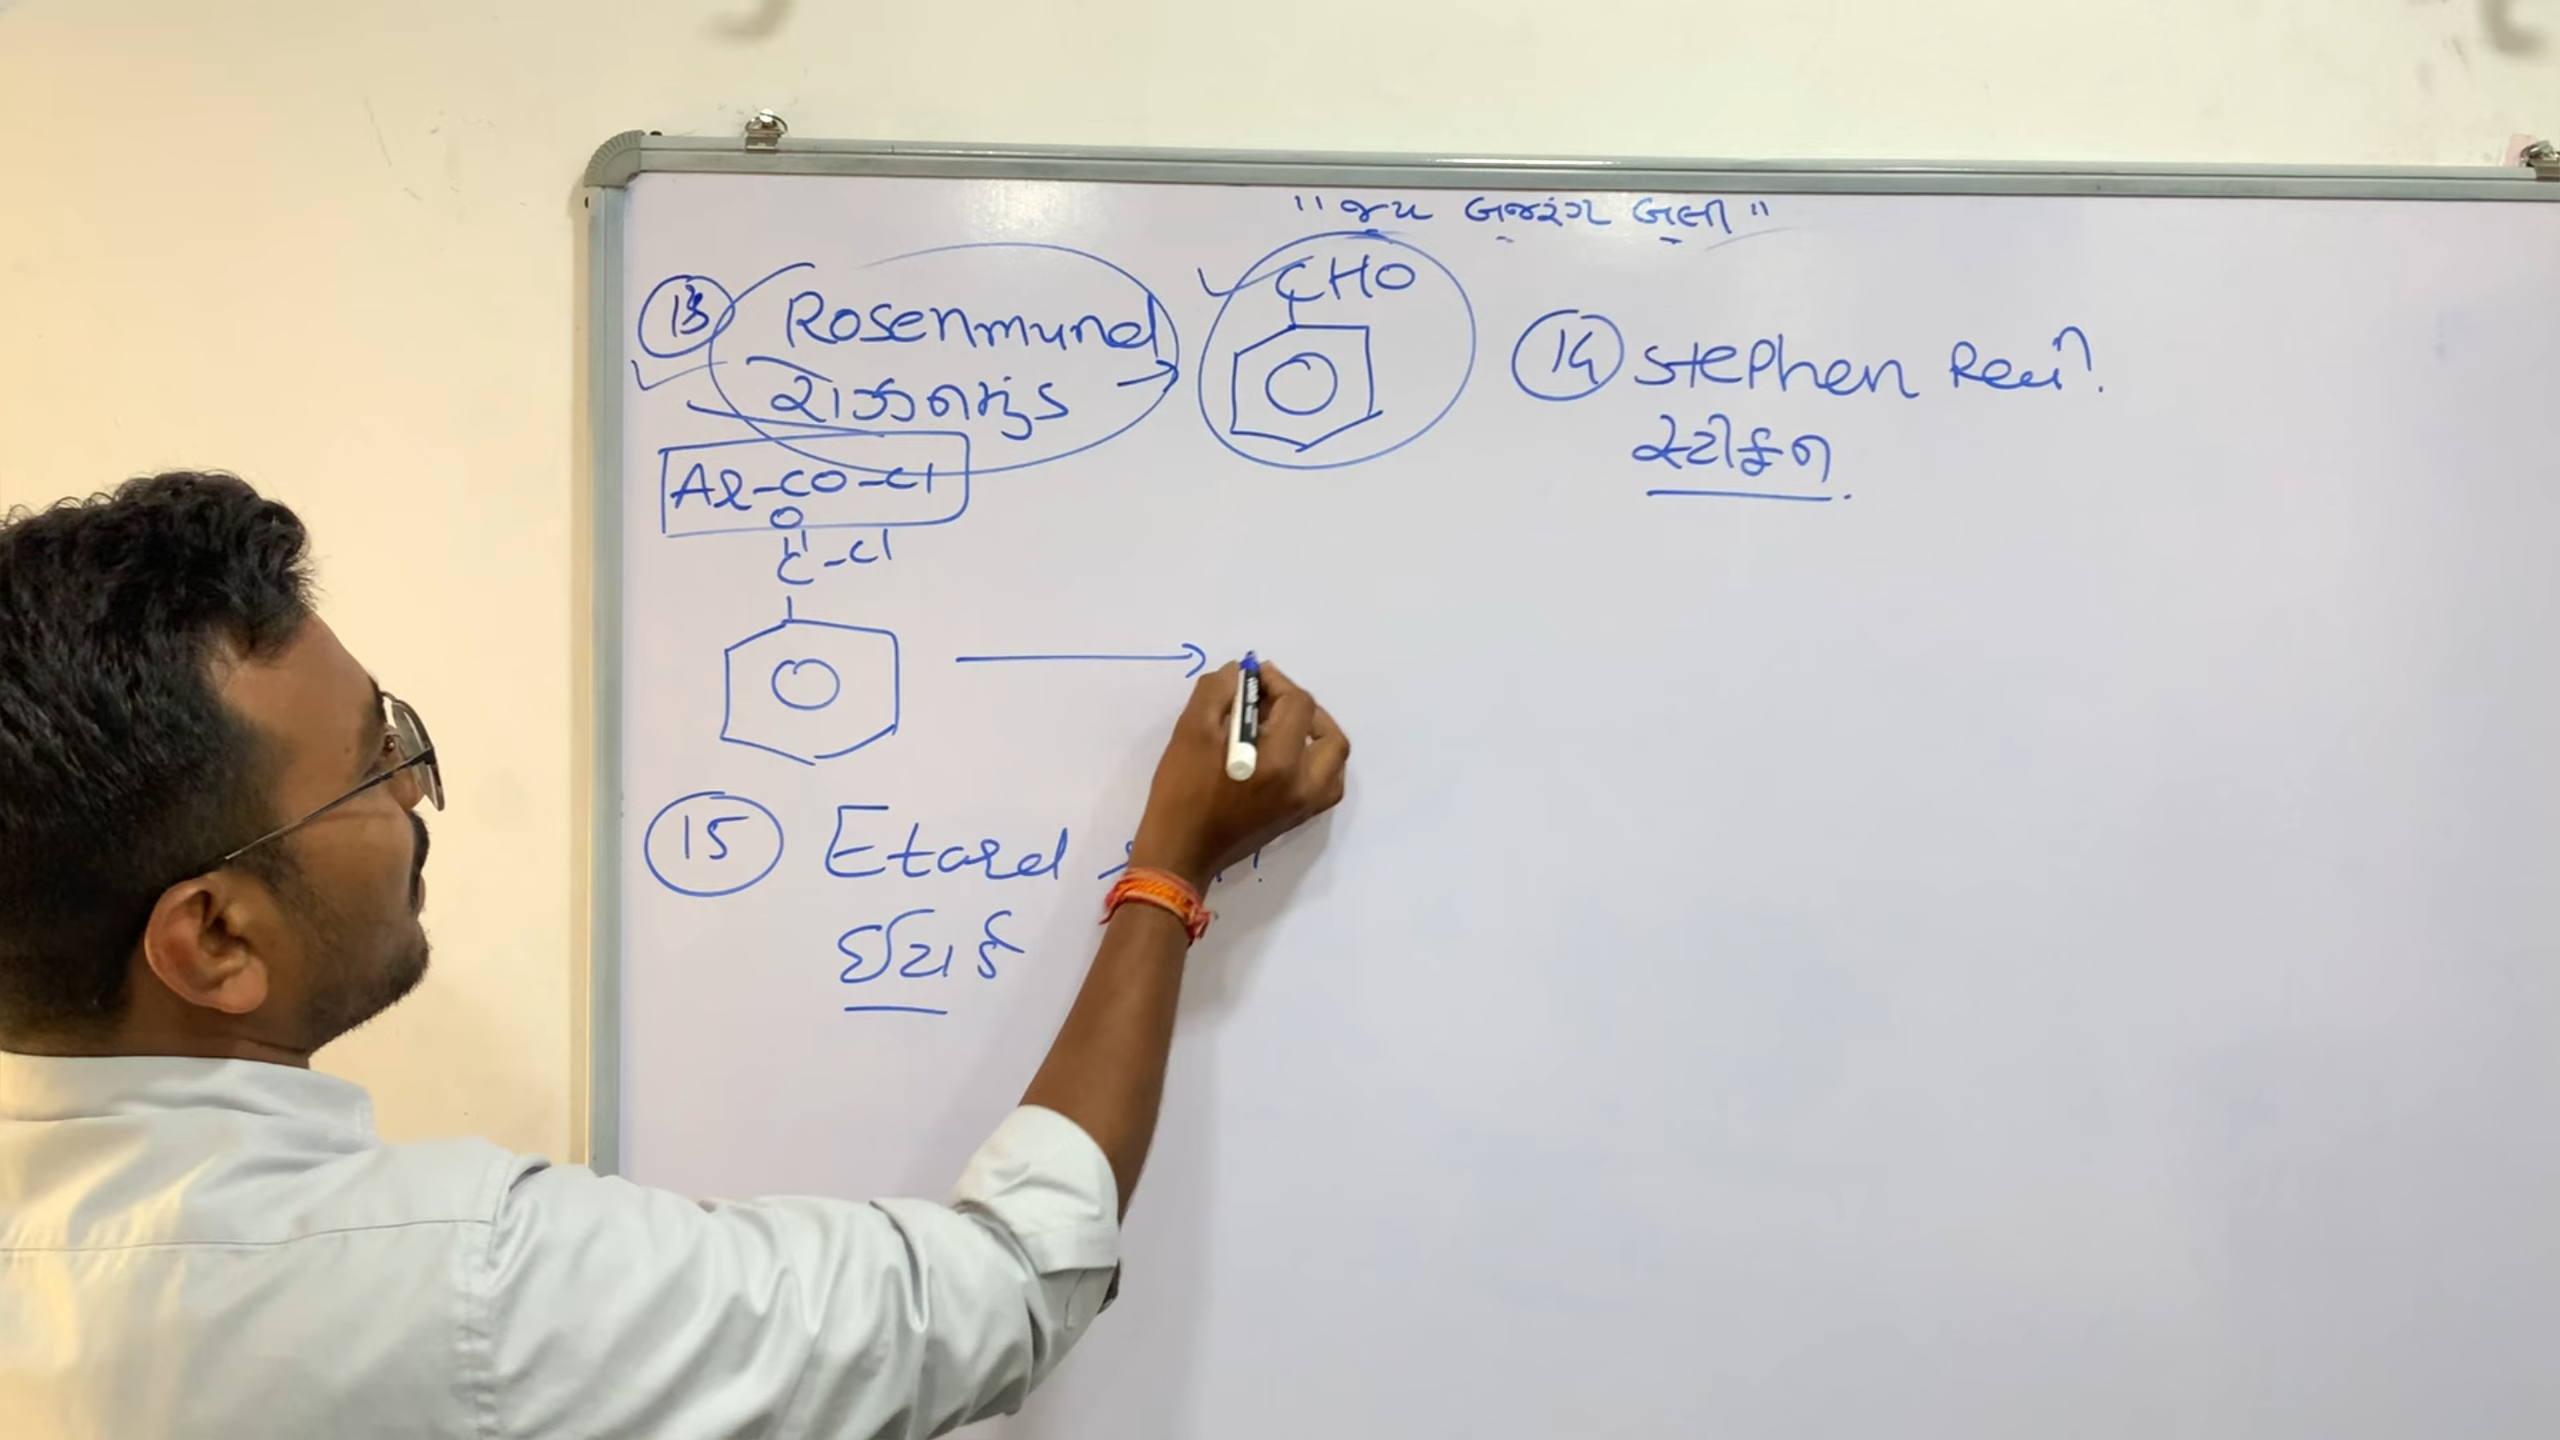 "જય બજરંગ બલી"
13 Rosenmund → CHO
રોઝનમુંડ
Ar-CO-Cl
O
C-Cl
14 Stephen Reaⁿ.
સ્ટીફન.
15 Etard
ઈટાર્ડ